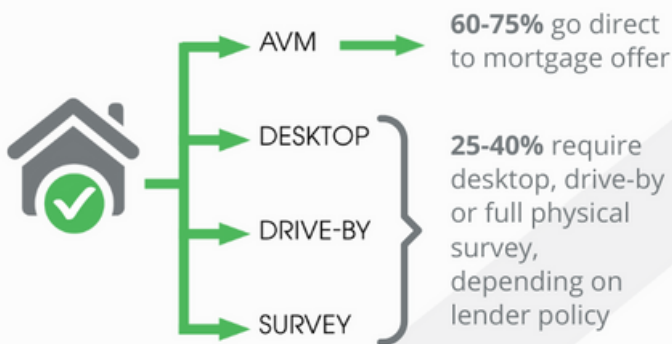 AVM
60-75% go direct
to mortgage offer
DESKTOP
DRIVE-BY
SURVEY
25-40% require
desktop, drive-by
or full physical
survey,
depending on
lender policy